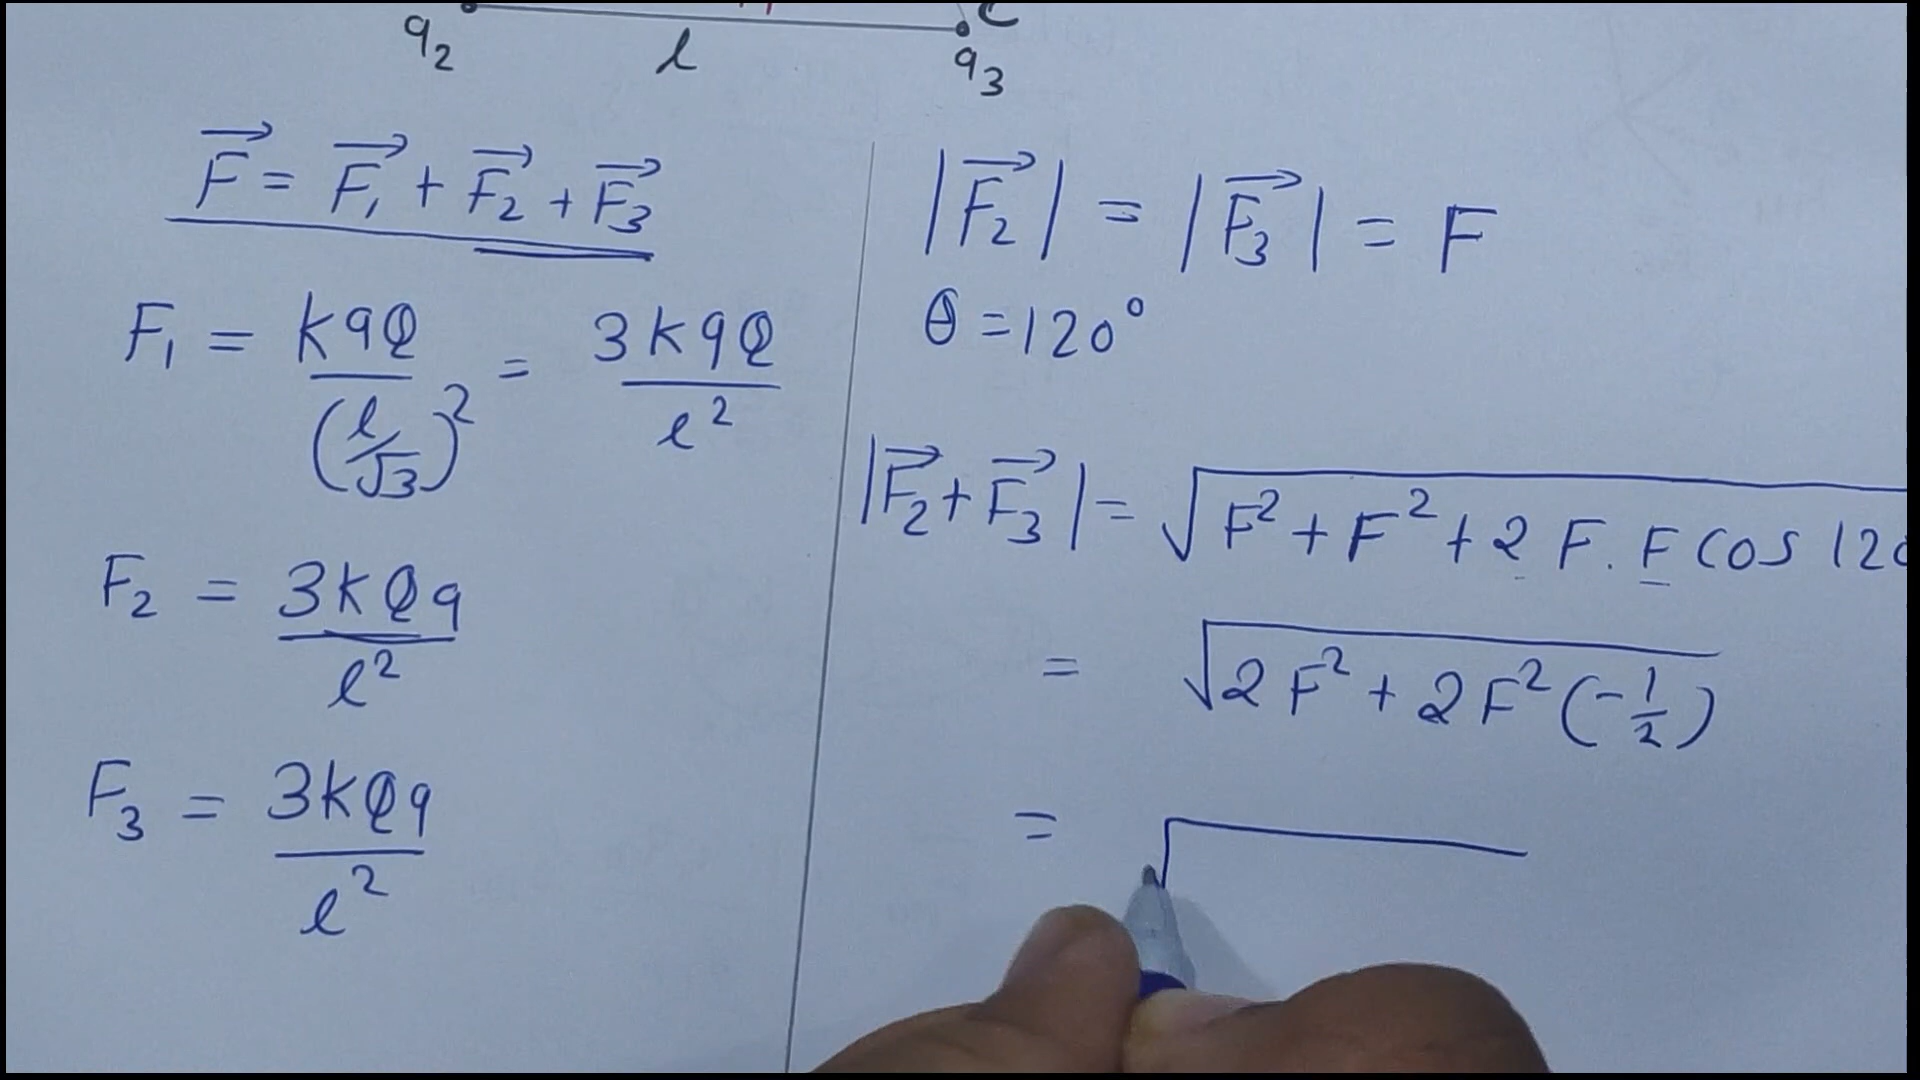 q2 l q3 C
F⃗ = F⃗1 + F⃗2 + F⃗3
F1 = kqQ/(l/√3)² = 3kqQ/l²
F2 = 3kQq/l²
F3 = 3kQq/l²
|F⃗2| = |F⃗3| = F
θ = 120°
|F⃗2 + F⃗3| = √F² + F² + 2 F. F cos 120
= √2F² + 2F² (-1/2)
= √